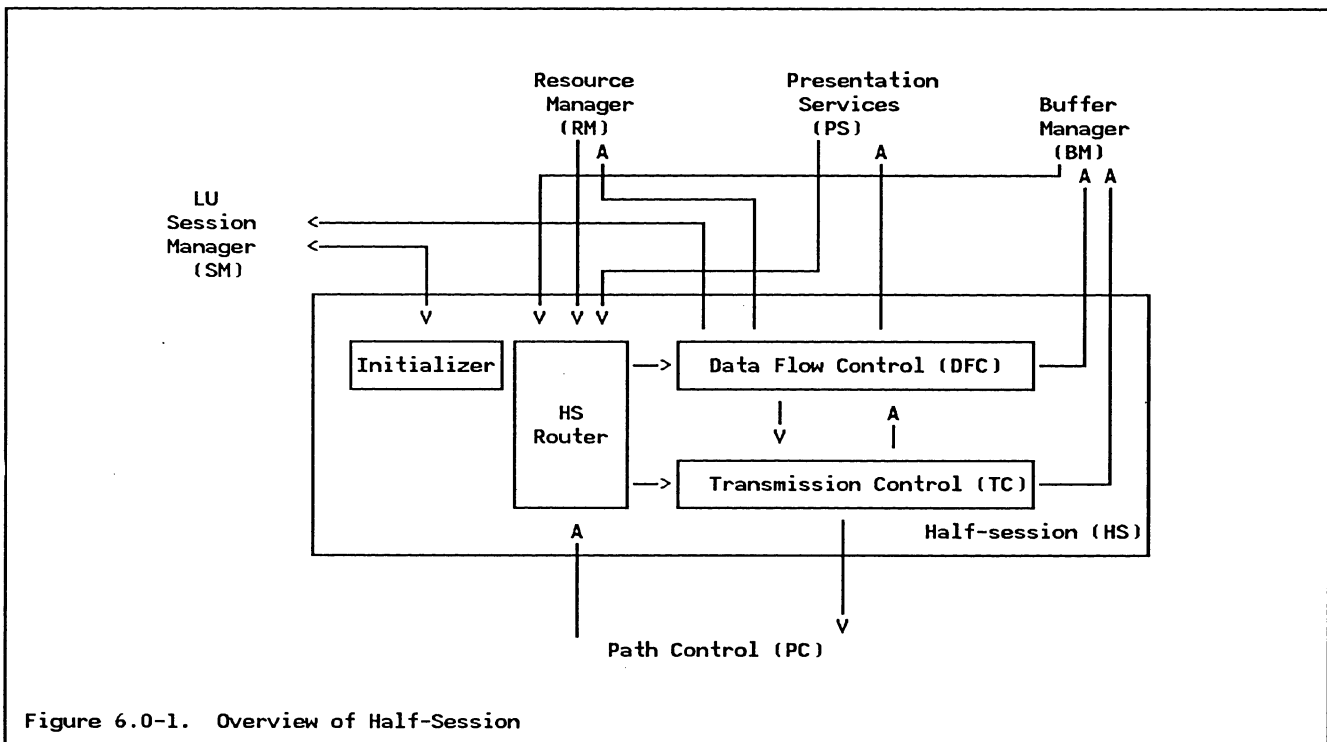 Resource
Manager
(RM)
Presentation
Services
(PS)
Buffer
Manager
(BM)
LU
Session
Manager
(SM)
Initializer
HS
Router
Data Flow Control (DFC)
Transmission Control (TC)
Half-session (HS)
Path Control (PC)
Figure 6.0-1. Overview of Half-Session